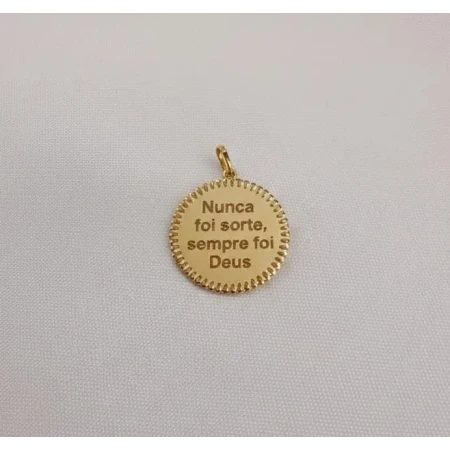 Nunca
foi sorte,
sempre foi
Deus